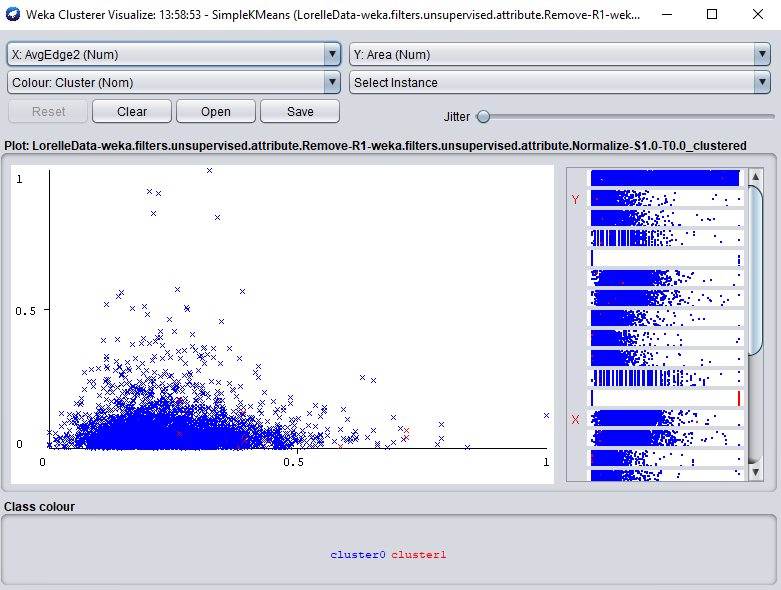 Weka Clusterer Visualize: 13:58:53 - SimpleKMeans (LorelleData-weka.filters.unsupervised.attribute.Remove-R1-wek...
X: AvgEdge2 (Num) Y: Area (Num)
Colour: Cluster (Nom) Select Instance
Reset Clear Open Save Jitter
Plot: LorelleData-weka.filters.unsupervised.attribute.Remove-R1-weka.filters.unsupervised.attribute.Normalize-S1.0-T0.0_clustered
1
0.5
0
0 0.5 1
Y
X
Class colour
cluster0 cluster1